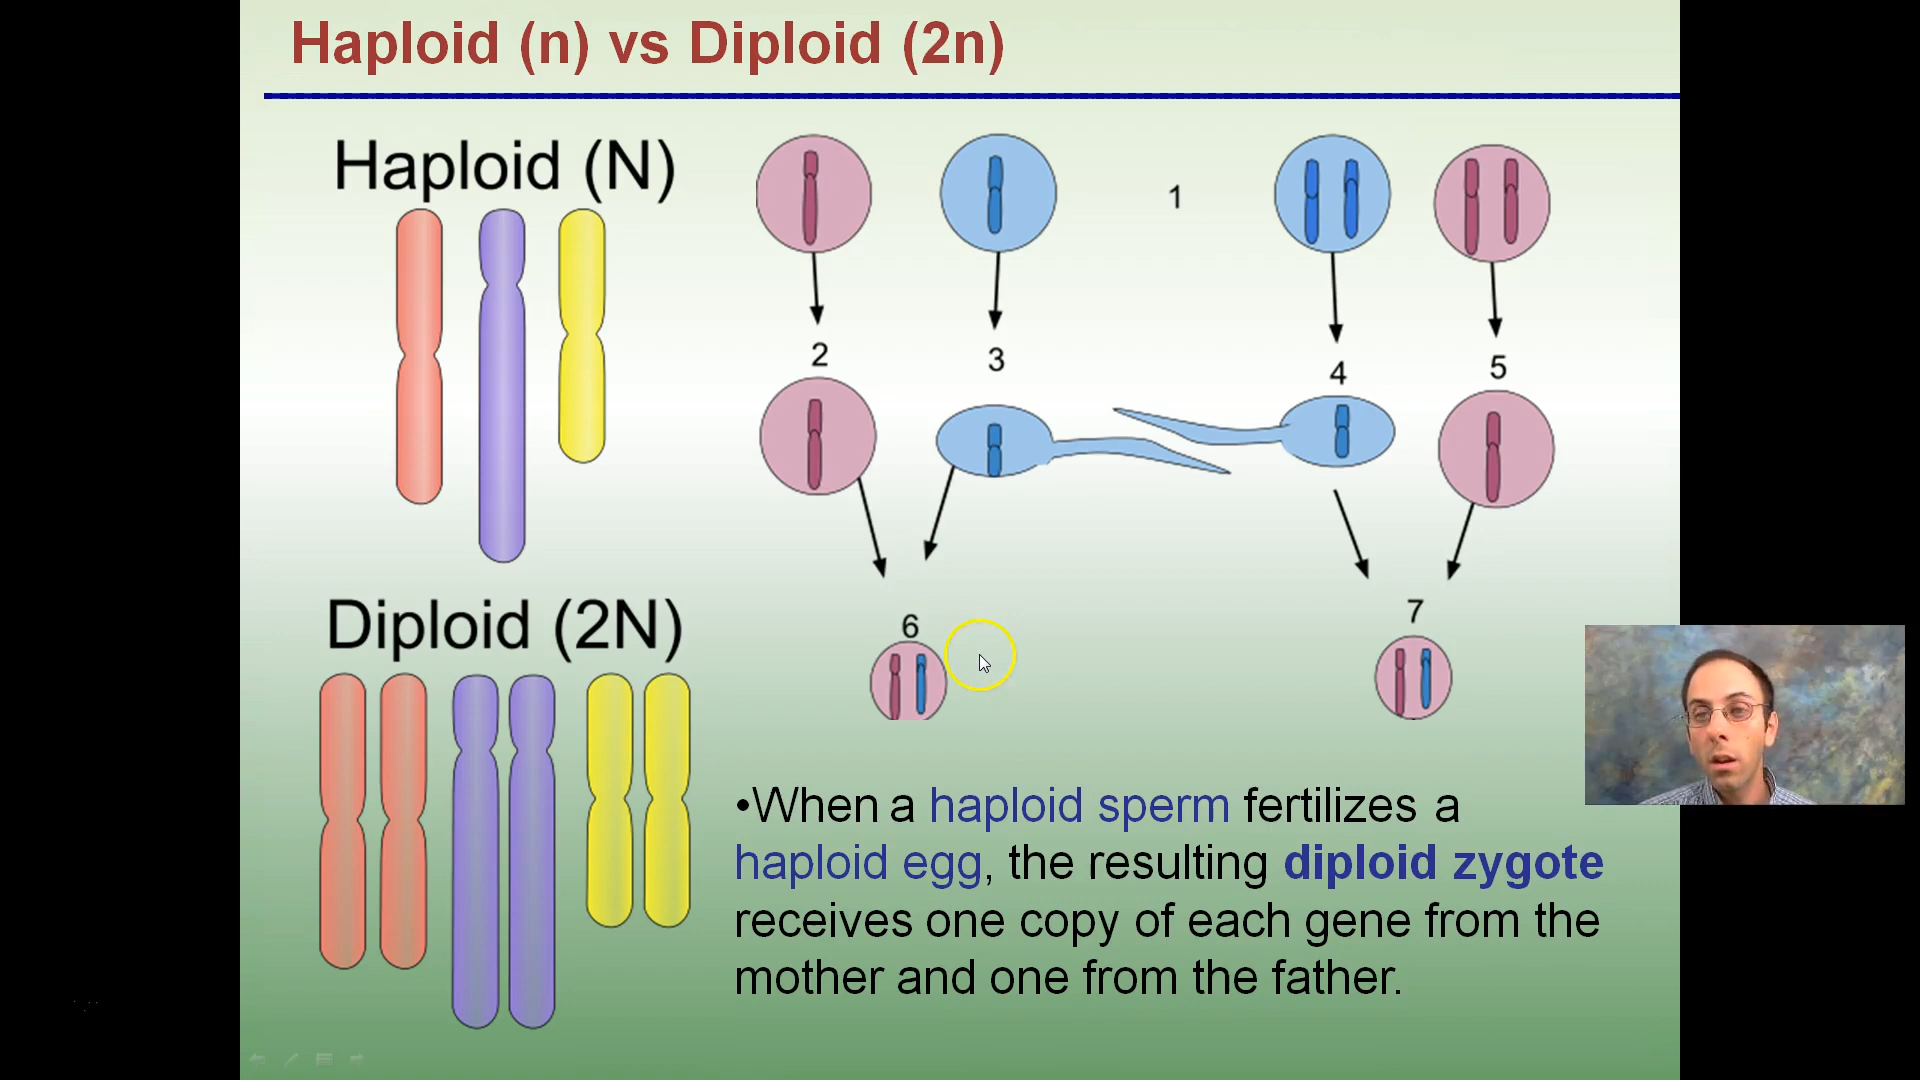 Haploid (n) vs Diploid (2n)
Haploid (N)
1
2
3
4
5
6
7
Diploid (2N)
•When a haploid sperm fertilizes a
haploid egg, the resulting diploid zygote
receives one copy of each gene from the
mother and one from the father.